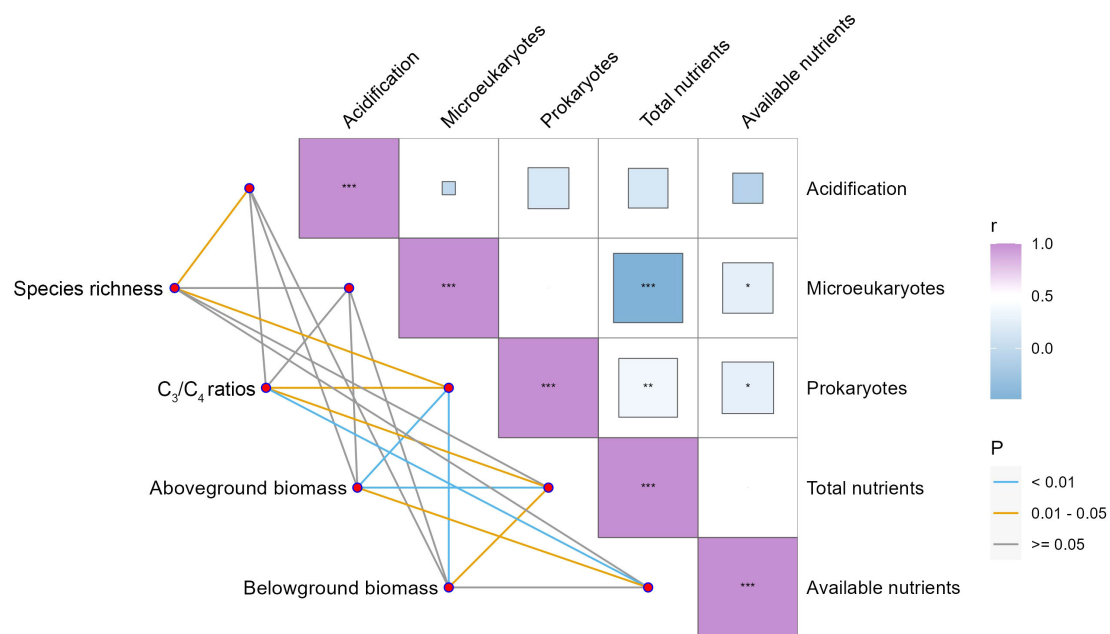 Acidification
Microeukaryotes
Prokaryotes
Total nutrients
Available nutrients
*** Acidification
Species richness *** *** * Microeukaryotes
C3/C4 ratios *** ** * Prokaryotes
Aboveground biomass *** Total nutrients
Belowground biomass *** Available nutrients
r
1.0
0.5
0.0
P
< 0.01
0.01 - 0.05
>= 0.05